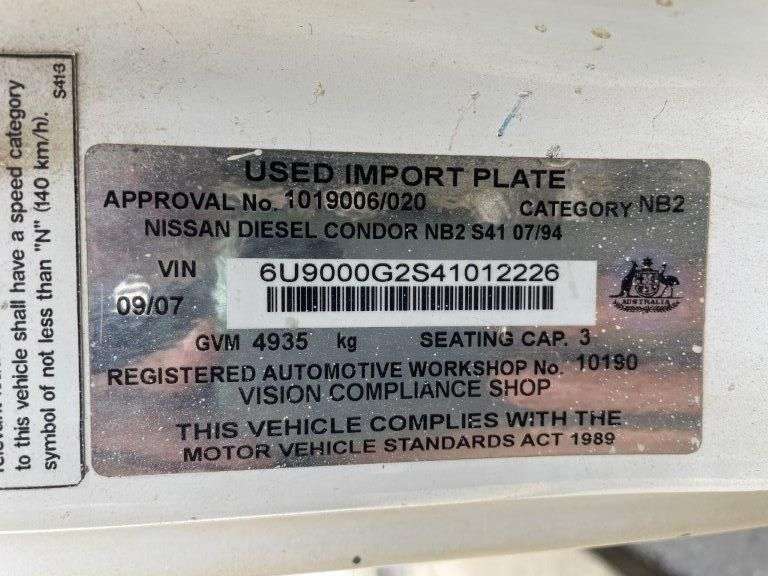 to this vehicle shall have a speed category
symbol of not less than "N" (140 km/h).
S41-3
USED IMPORT PLATE
APPROVAL No. 1019006/020 CATEGORY NB2
NISSAN DIESEL CONDOR NB2 S41 07/94
VIN 6U9000G2S41012226
09/07
AUSTRALIA
GVM 4935 kg SEATING CAP. 3
REGISTERED AUTOMOTIVE WORKSHOP No. 10190
VISION COMPLIANCE SHOP
THIS VEHICLE COMPLIES WITH THE
MOTOR VEHICLE STANDARDS ACT 1989